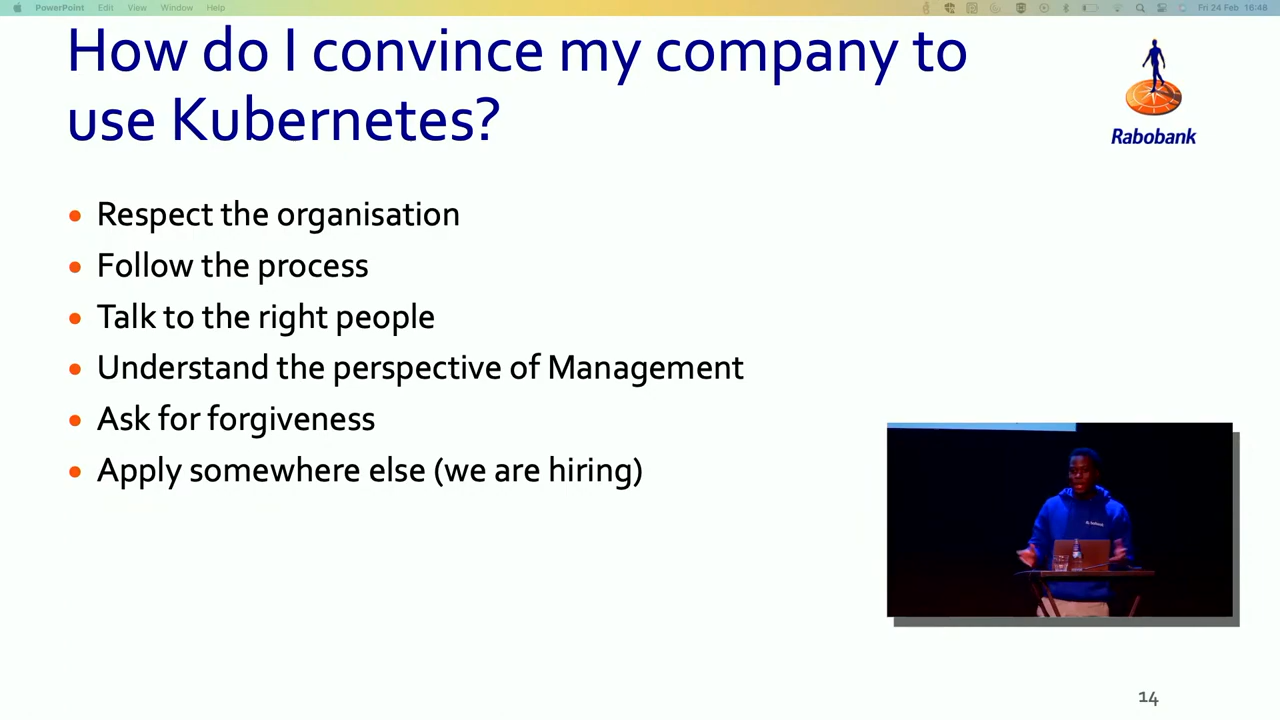 PowerPoint Edit View Window Help Fri 24 Feb 16:48
How do I convince my company to
use Kubernetes?
Rabobank
• Respect the organisation
• Follow the process
• Talk to the right people
• Understand the perspective of Management
• Ask for forgiveness
• Apply somewhere else (we are hiring)
14